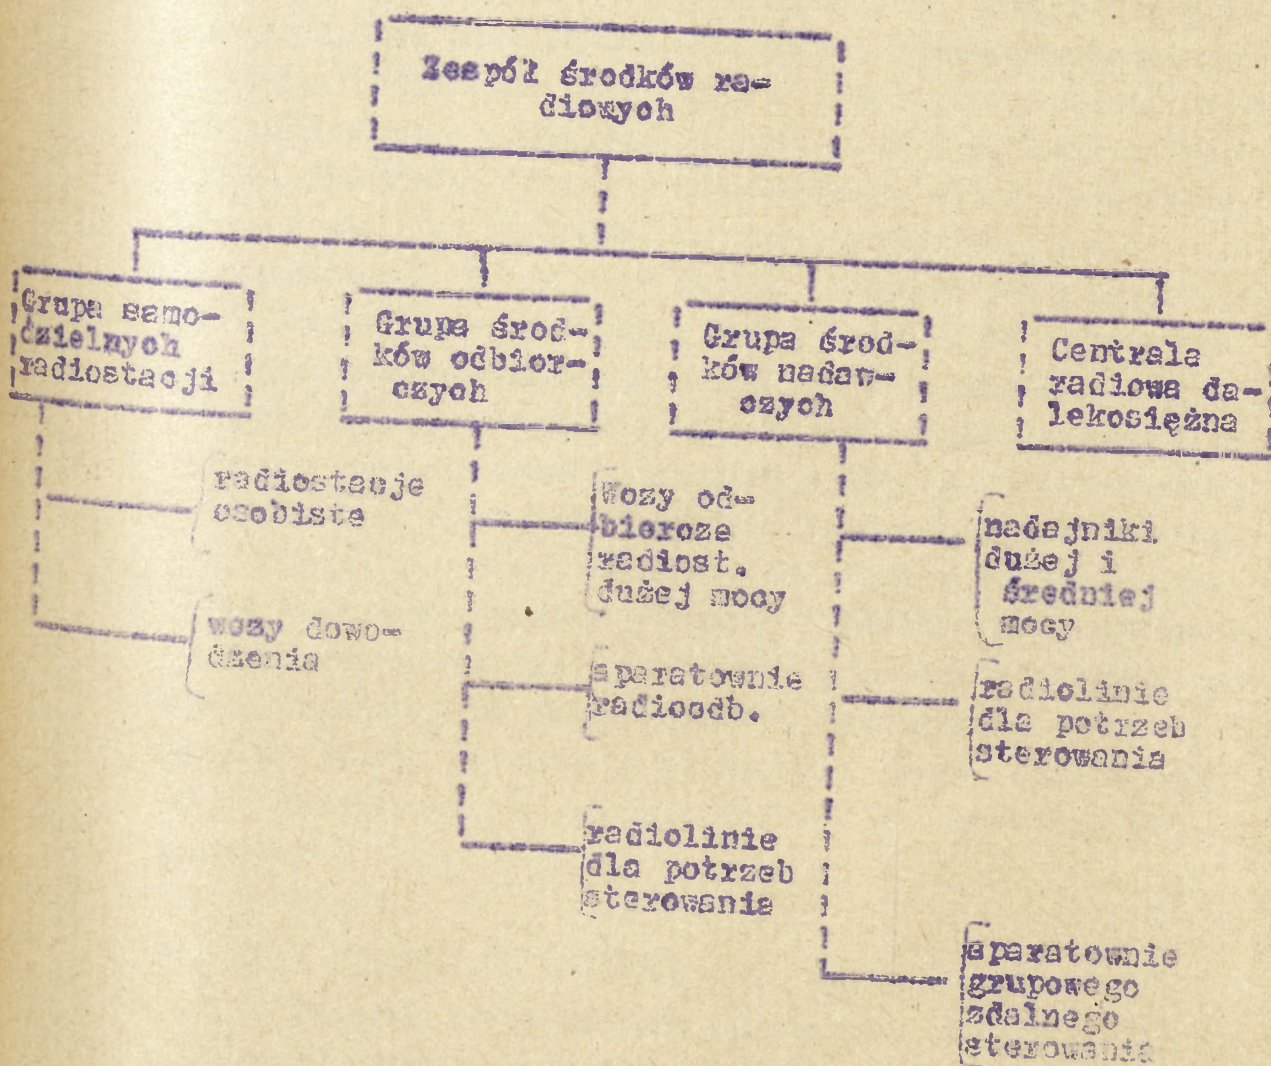 Zespół środków ra-
diowych
Grupa samo-
dzielnych
radiostacji
Grupa środ-
ków odbior-
czych
Grupa środ-
ków nadaw-
czych
Centrala
radiowa da-
lekosiężna
radiostacje
osobiste
wozy dowo-
dzenia
Wozy od-
biorcze
radiost.
dużej mocy
aparatownie
radioodb.
radiolinie
dla potrzeb
sterowania
nadajniki
dużej i
średniej
mocy
radiolinie
dla potrzeb
sterowania
aparatownie
grupowego
zdalnego
sterowania